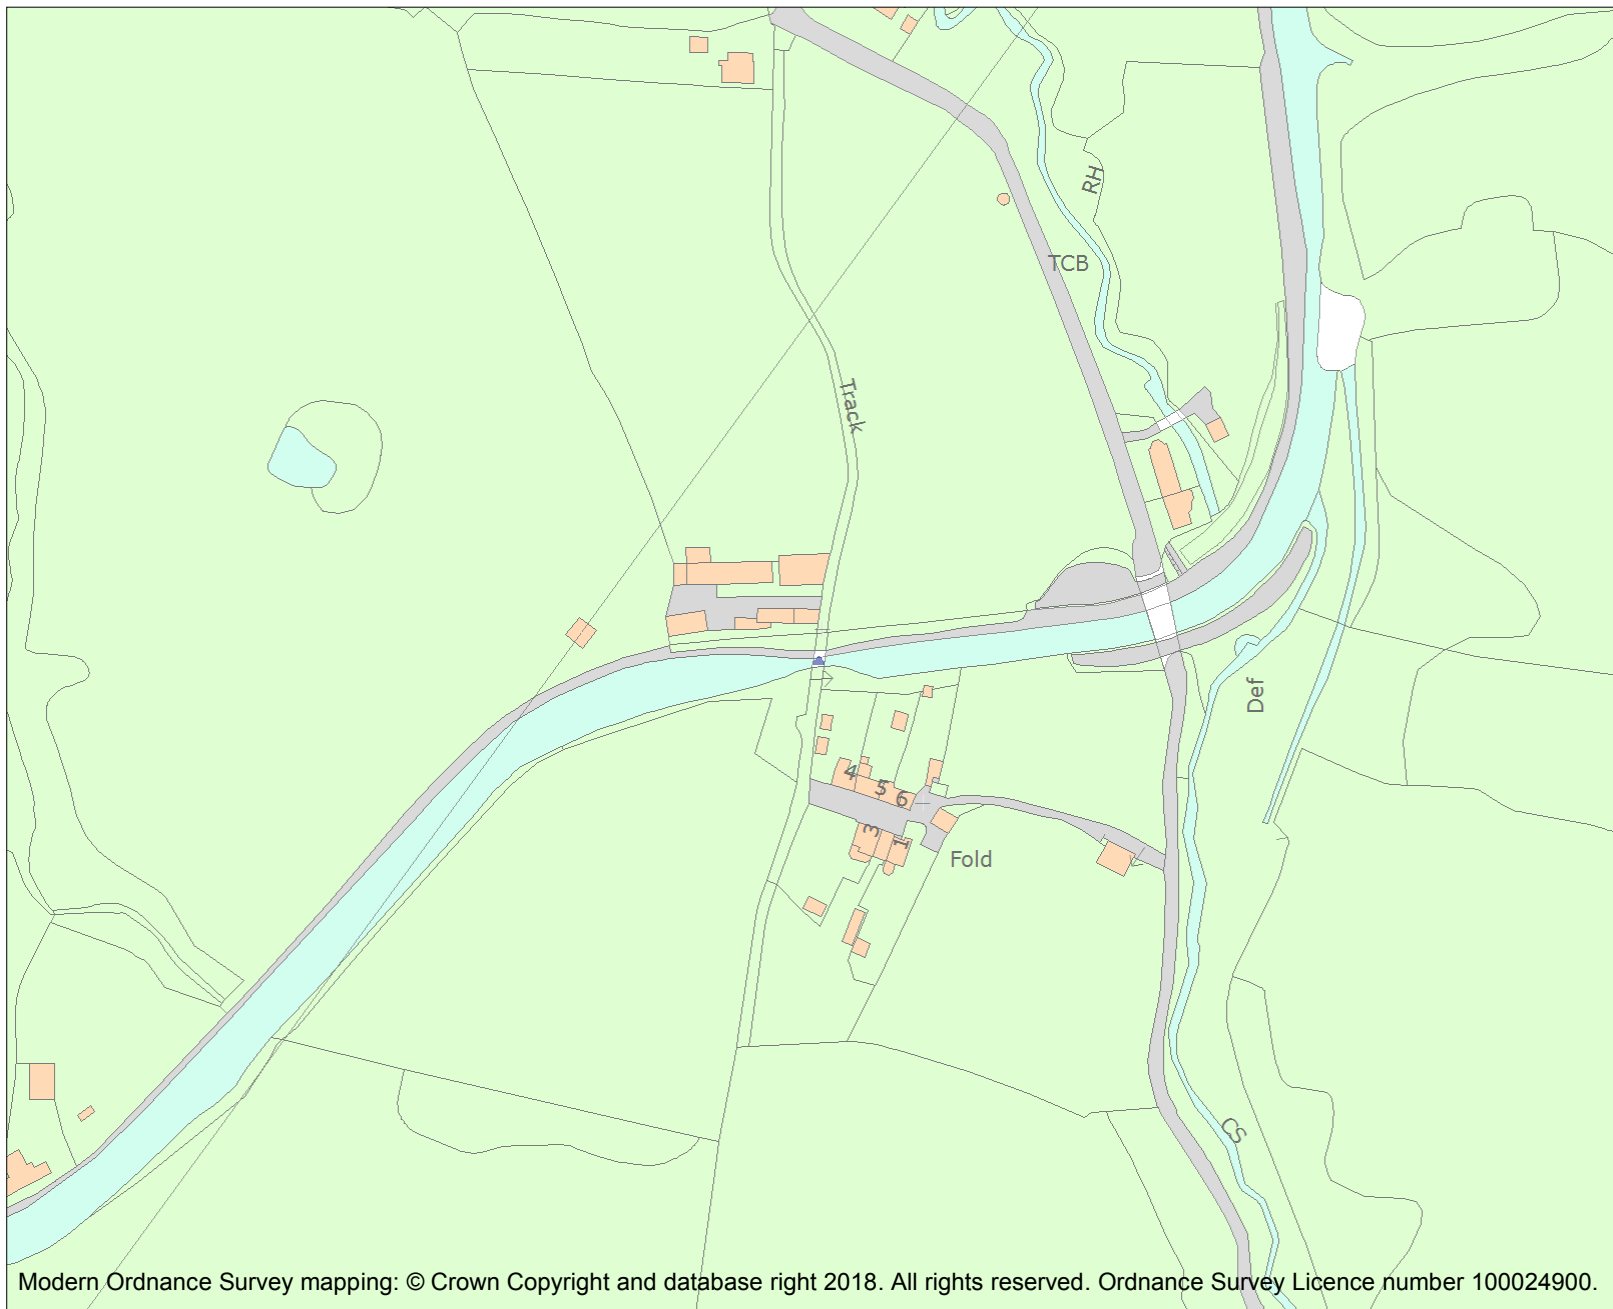 RH
TCB
Track
Def
4
5
6
3
1
Fold
CS
Modern Ordnance Survey mapping: © Crown Copyright and database right 2018. All rights reserved. Ordnance Survey Licence number 100024900.